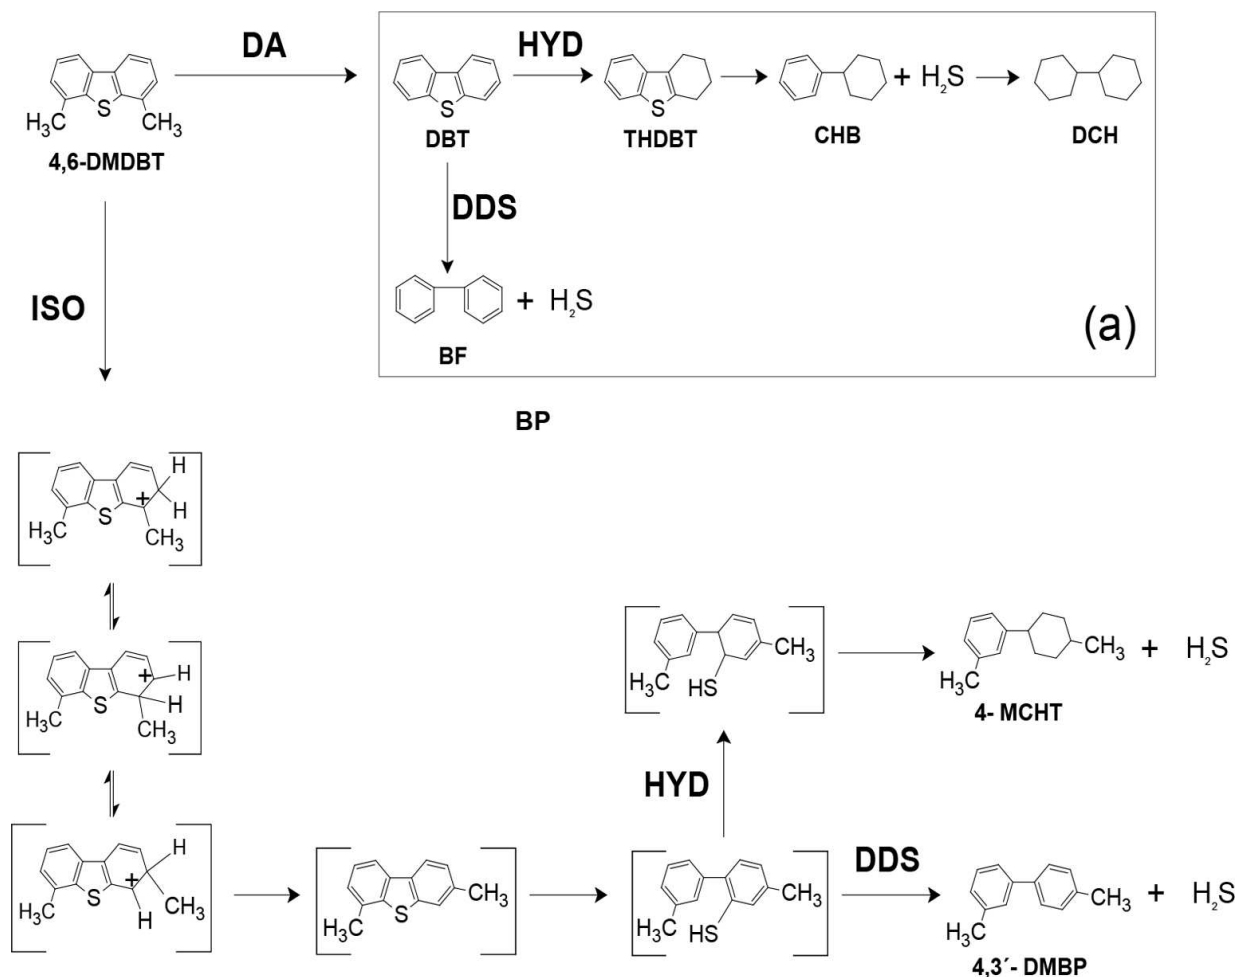 DA
HYD
+ H₂S
S
H₃C
CH₃
4,6-DMDBT
S
DBT
S
THDBT
CHB
DCH
DDS
ISO
+ H₂S
BF
(a)
BP
H
+
H
S
H₃C
CH₃
+
H
H
S
H₃C
CH₃
CH₃
H₃C
HS
CH₃
+ H₂S
H₃C
4- MCHT
HYD
H
+
S
H₃C
H
CH₃
CH₃
S
H₃C
CH₃
H₃C
HS
DDS
CH₃
+ H₂S
H₃C
4,3´- DMBP